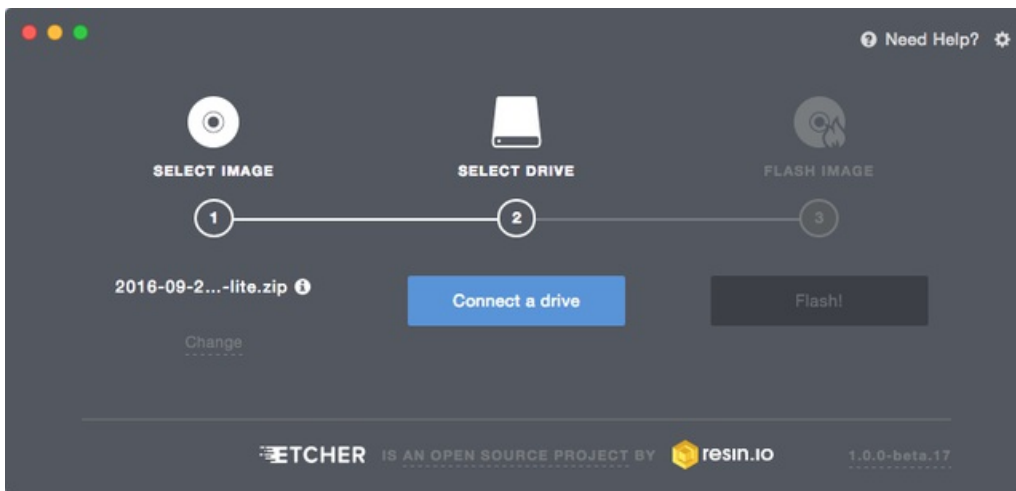 Need Help?
SELECT IMAGE
SELECT DRIVE
FLASH IMAGE
1
2
3
2016-09-2...-lite.zip
Connect a drive
Flash!
Change
ETCHER IS AN OPEN SOURCE PROJECT BY resin.io 1.0.0-beta.17